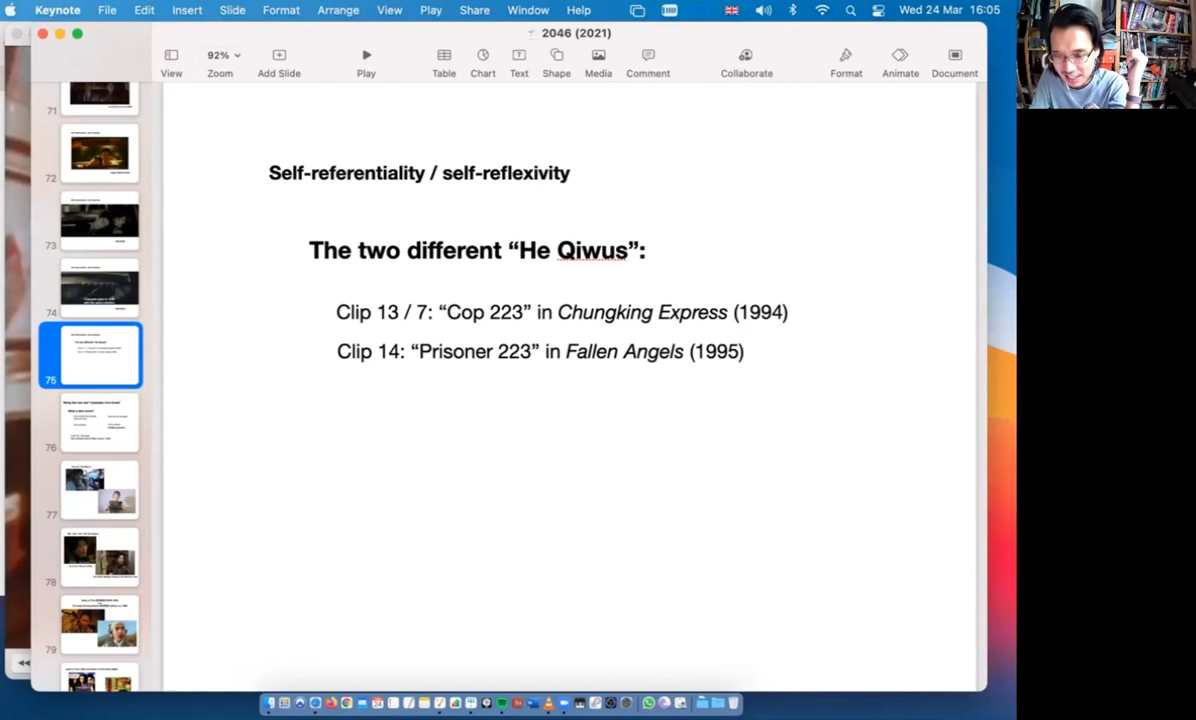 Keynote File Edit Insert Slide Format Arrange View Play Share Window Help Wed 24 Mar 16:05
2046 (2021)
92%
View Zoom Add Slide Play Table Chart Text Shape Media Comment Collaborate Format Animate Document
71
72
73
74
75
76
77
78
79
Self-referentiality / self-reflexivity
The two different “He Qiwus”:
Clip 13 / 7: “Cop 223” in Chungking Express (1994)
Clip 14: “Prisoner 223” in Fallen Angels (1995)